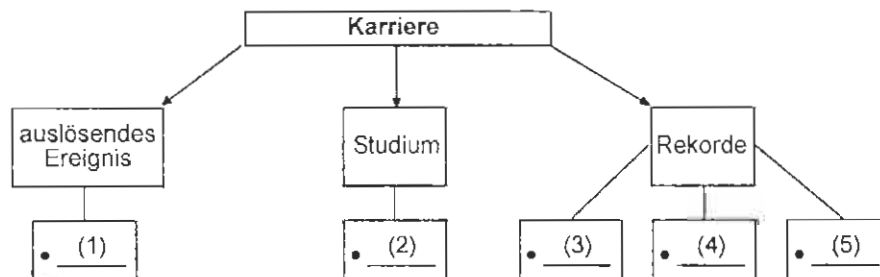 Karriere
auslösendes
Ereignis
Studium
Rekorde
• (1)
• (2)
• (3)
• (4)
• (5)